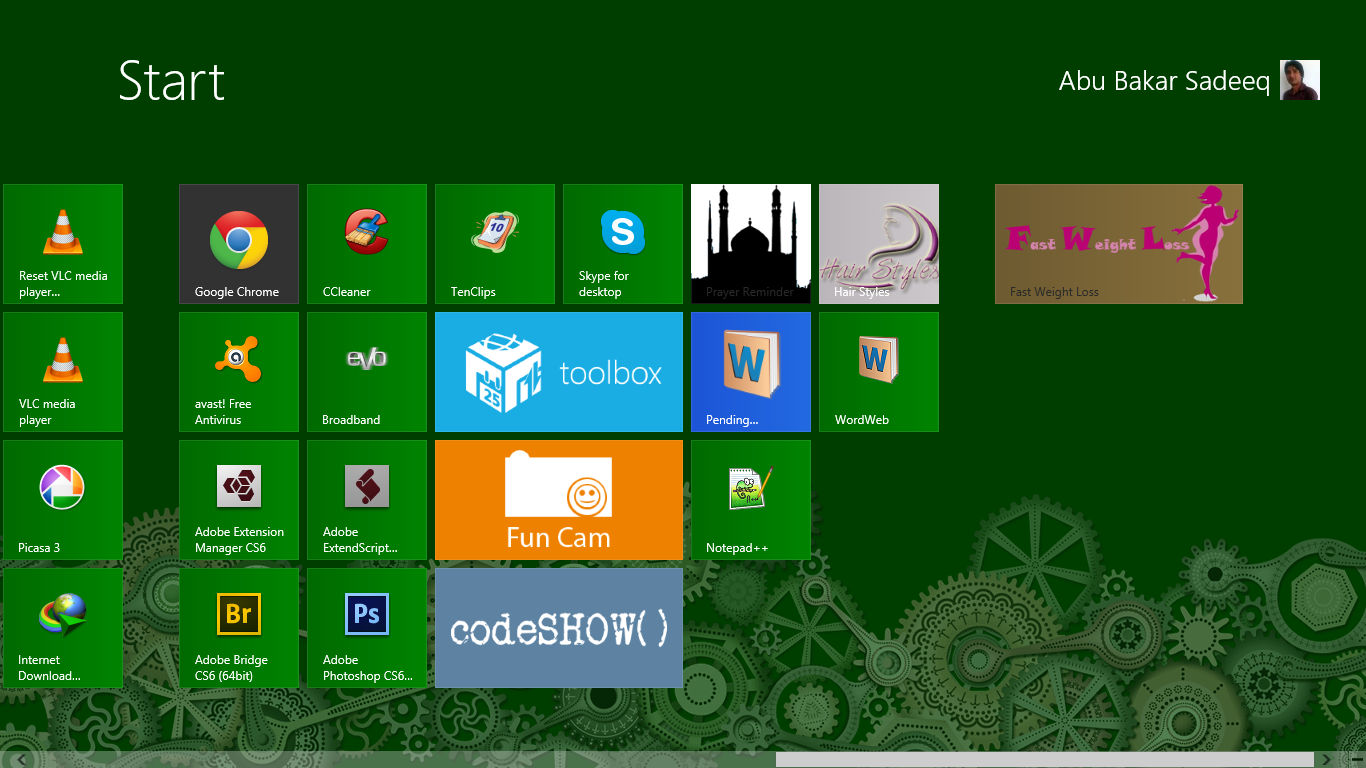 Start
Abu Bakar Sadeeq
Reset VLC media
player...
Google Chrome
CCleaner
10
TenClips
S
Skype for
desktop
Prayer Reminder
Hair Styles
Hair Styles
Fast Weight Loss
Fast Weight Loss
VLC media
player
a
avast! Free
Antivirus
evo
Broadband
25
toolbox
W
Pending...
W
WordWeb
Picasa 3
Adobe Extension
Manager CS6
Adobe
ExtendScript...
Fun Cam
Notepad++
Internet
Download...
Br
Adobe Bridge
CS6 (64bit)
Ps
Adobe
Photoshop CS6...
codeSHOW()